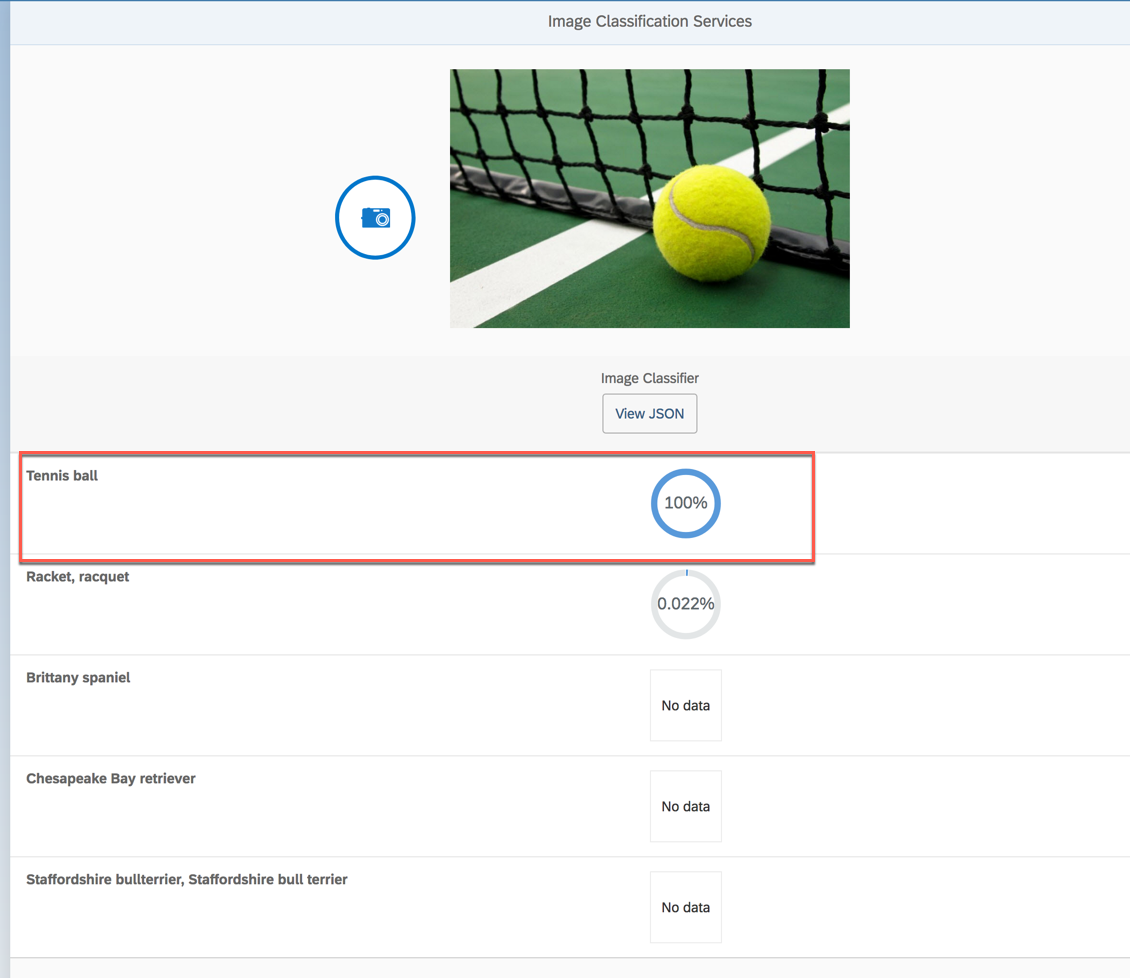 Image Classification Services
Image Classifier
View JSON
Tennis ball
100%
Racket, racquet
0.022%
Brittany spaniel
No data
Chesapeake Bay retriever
No data
Staffordshire bullterrier, Staffordshire bull terrier
No data